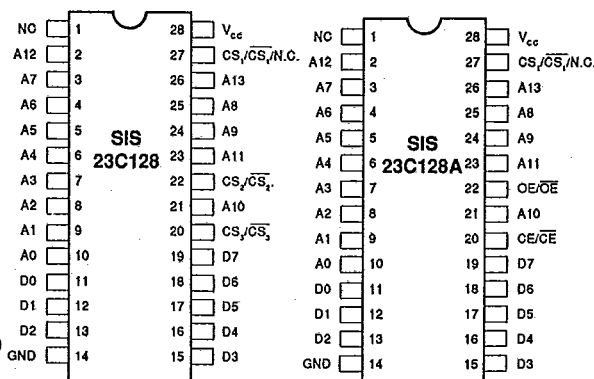 NC 1 28 Vcc
A12 2 27 CS₁/C̅S̅₁/N.C.
A7 3 26 A13
A6 4 25 A8
A5 5 24 A9
A4 6 23 A11
A3 7 22 CS₂/C̅S̅₂.
A2 8 21 A10
A1 9 20 CS₃/C̅S̅₃
A0 10 19 D7
D0 11 18 D6
D1 12 17 D5
D2 13 16 D4
GND 14 15 D3
SIS
23C128
NC 1 28 Vcc
A12 2 27 CS₁/C̅S̅₁/N.C.
A7 3 26 A13
A6 4 25 A8
A5 5 24 A9
A4 6 23 A11
A3 7 22 OE/O̅E̅
A2 8 21 A10
A1 9 20 CE/C̅E̅
A0 10 19 D7
D0 11 18 D6
D1 12 17 D5
D2 13 16 D4
GND 14 15 D3
SIS
23C128A